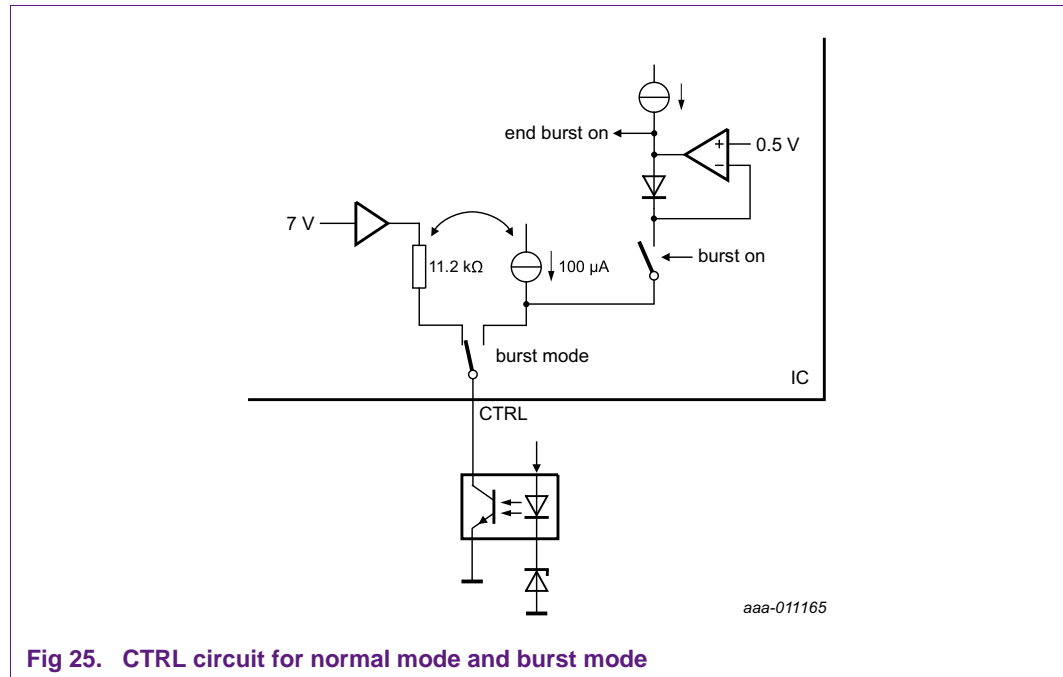 end burst on
+
0.5 V
−
7 V
11.2 kΩ
100 µA
burst on
burst mode
IC
CTRL
aaa-011165
Fig 25. CTRL circuit for normal mode and burst mode